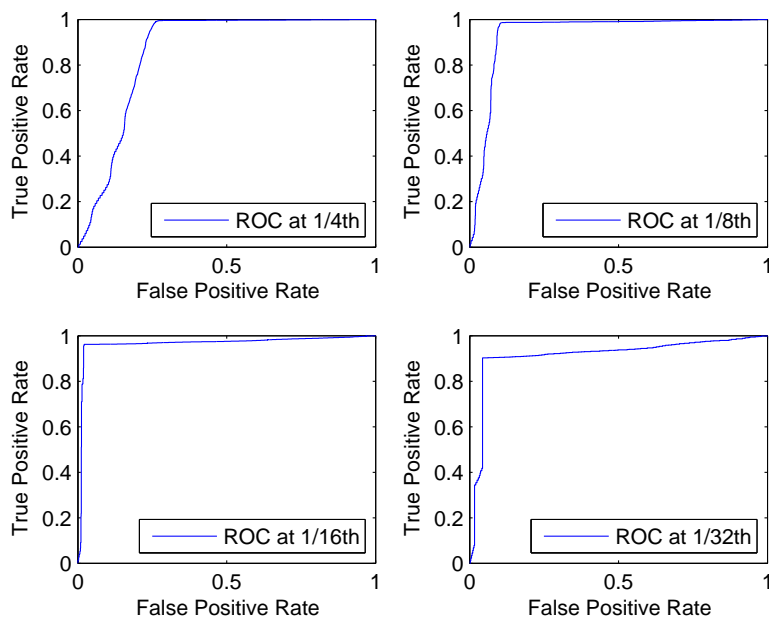 1
0.8
0.6
0.4
0.2
0
0 0.5 1
True Positive Rate
False Positive Rate
ROC at 1/4th
1
0.8
0.6
0.4
0.2
0
0 0.5 1
True Positive Rate
False Positive Rate
ROC at 1/8th
1
0.8
0.6
0.4
0.2
0
0 0.5 1
True Positive Rate
False Positive Rate
ROC at 1/16th
1
0.8
0.6
0.4
0.2
0
0 0.5 1
True Positive Rate
False Positive Rate
ROC at 1/32th